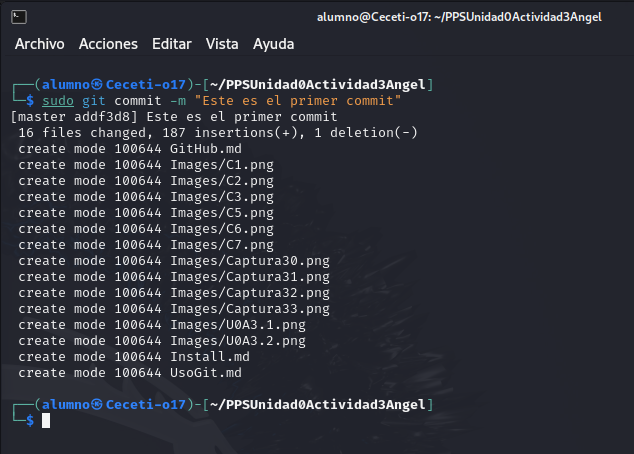 alumno@Ceceti-o17: ~/PPSUnidad0Actividad3Angel
Archivo Acciones Editar Vista Ayuda
┌──(alumno㉿Ceceti-o17)-[~/PPSUnidad0Actividad3Angel]
└─$ sudo git commit -m "Este es el primer commit"
[master addf3d8] Este es el primer commit
 16 files changed, 187 insertions(+), 1 deletion(-)
 create mode 100644 GitHub.md
 create mode 100644 Images/C1.png
 create mode 100644 Images/C2.png
 create mode 100644 Images/C3.png
 create mode 100644 Images/C5.png
 create mode 100644 Images/C6.png
 create mode 100644 Images/C7.png
 create mode 100644 Images/Captura30.png
 create mode 100644 Images/Captura31.png
 create mode 100644 Images/Captura32.png
 create mode 100644 Images/Captura33.png
 create mode 100644 Images/U0A3.1.png
 create mode 100644 Images/U0A3.2.png
 create mode 100644 Install.md
 create mode 100644 UsoGit.md
┌──(alumno㉿Ceceti-o17)-[~/PPSUnidad0Actividad3Angel]
└─$